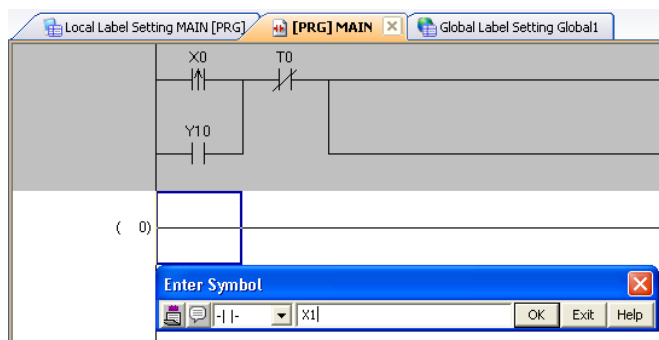 Local Label Setting MAIN [PRG]
[PRG] MAIN
Global Label Setting Global1
X0 T0
Y10
( 0)
Enter Symbol
X1
OK Exit Help